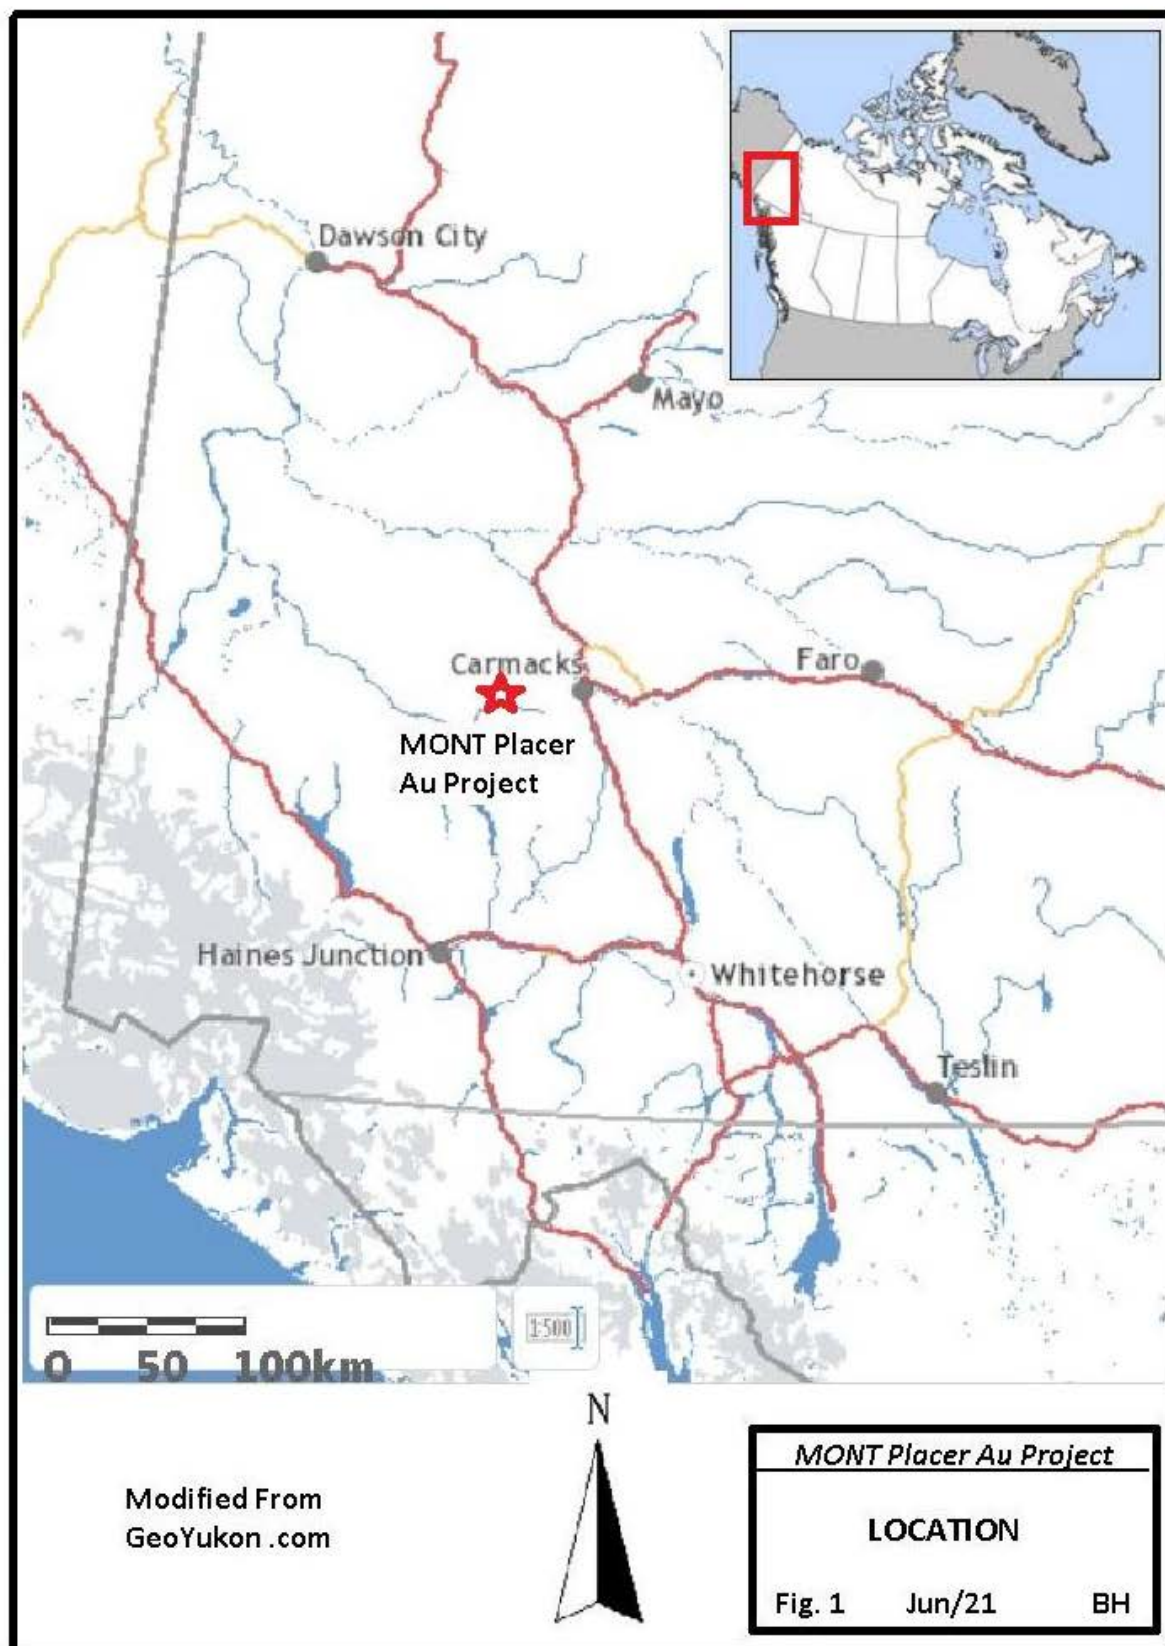 Dawson City
Mayo
Carmacks
Faro
MONT Placer
Au Project
Haines Junction
Whitehorse
Teslin
1:500
0 50 100km
N
Modified From
GeoYukon .com
MONT Placer Au Project
LOCATION
Fig. 1 Jun/21 BH